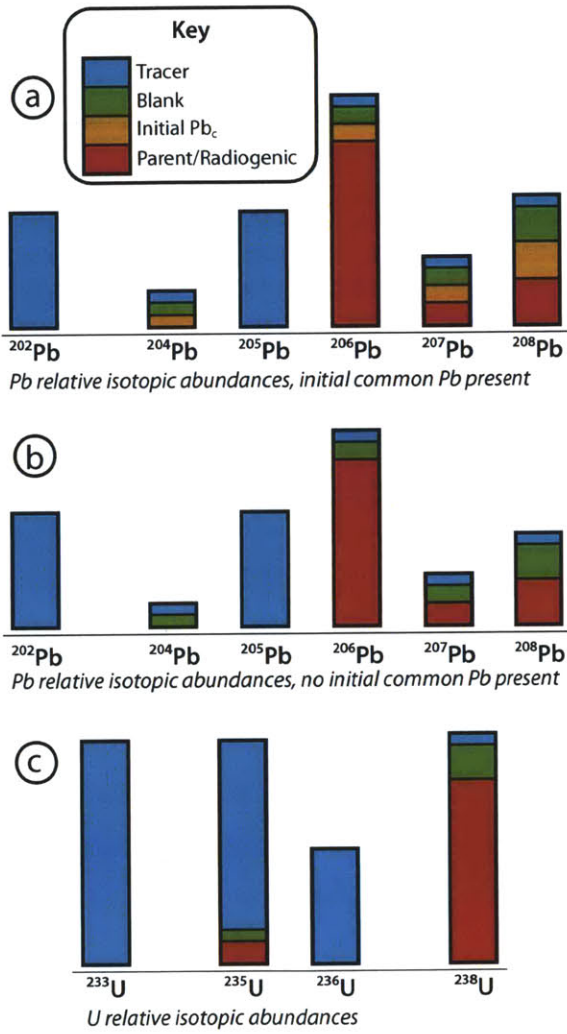 Key
Tracer
Blank
Initial Pbc
Parent/Radiogenic
a
²⁰²Pb ²⁰⁴Pb ²⁰⁵Pb ²⁰⁶Pb ²⁰⁷Pb ²⁰⁸Pb
Pb relative isotopic abundances, initial common Pb present
b
²⁰²Pb ²⁰⁴Pb ²⁰⁵Pb ²⁰⁶Pb ²⁰⁷Pb ²⁰⁸Pb
Pb relative isotopic abundances, no initial common Pb present
c
²³³U ²³⁵U ²³⁶U ²³⁸U
U relative isotopic abundances